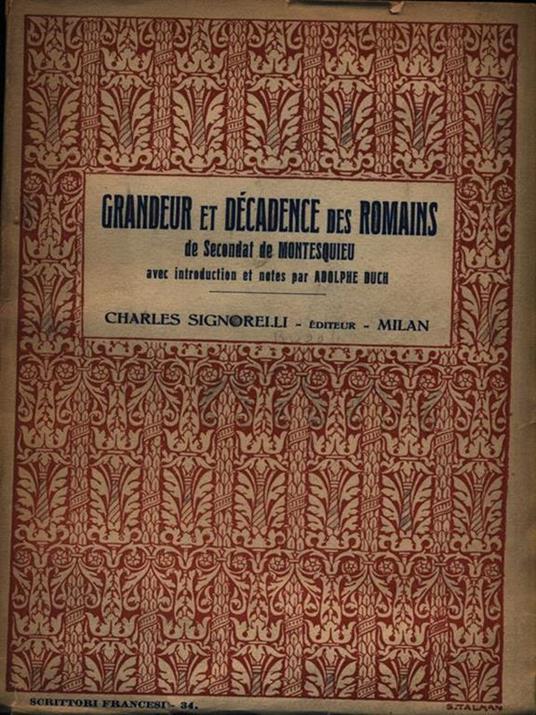 GRANDEUR ET DÉCADENCE DES ROMAINS
de Secondat de MONTESQUIEU
avec introduction et notes par ADOLPHE DUCH
CHARLES SIGNORELLI - ÉDITEUR - MILAN
SCRITTORI FRANCESI - 34.
S.TALMAN